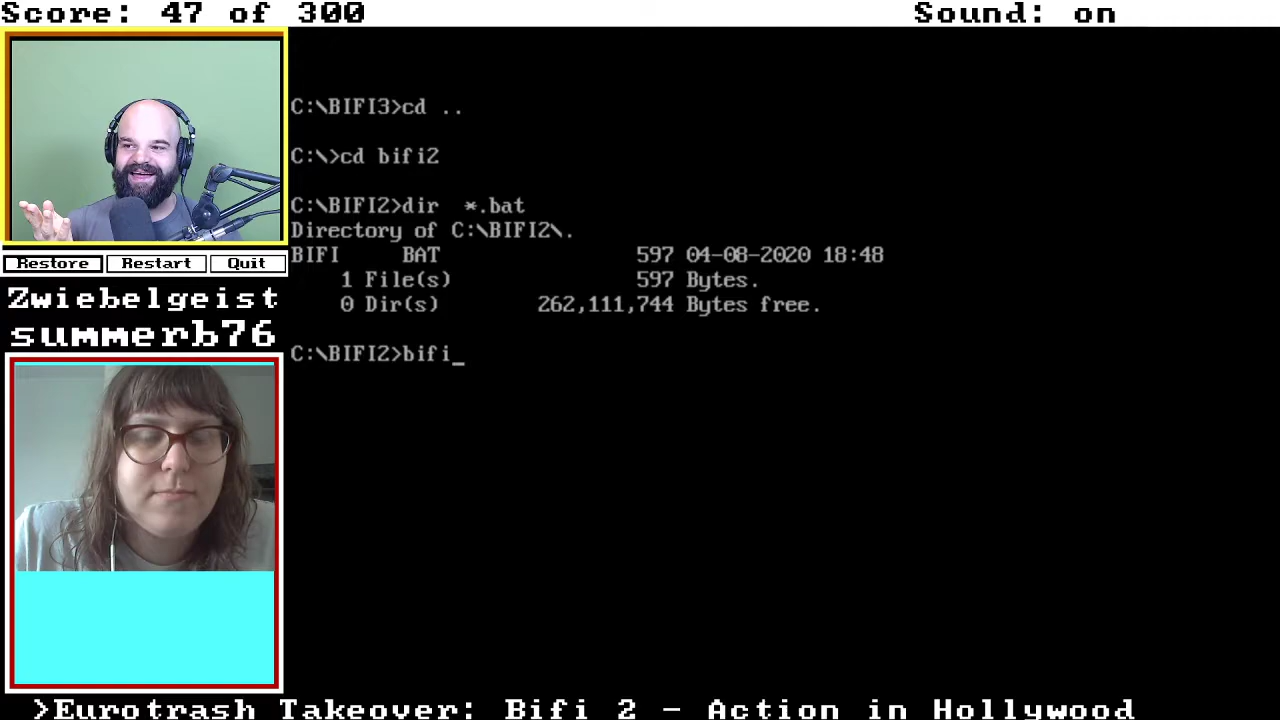 Score: 47 of 300 Sound: on
C:\BIFI3>cd ..
C:\>cd bifi2
C:\BIFI2>dir  *.bat
Directory of C:\BIFI2\.
BIFI     BAT                597 04-08-2020 18:48
    1 File(s)               597 Bytes.
    0 Dir(s)        262,111,744 Bytes free.
C:\BIFI2>bifi_
Restore Restart Quit
Zwiebelgeist
summerb76
>Eurotrash Takeover: Bifi 2 - Action in Hollywood